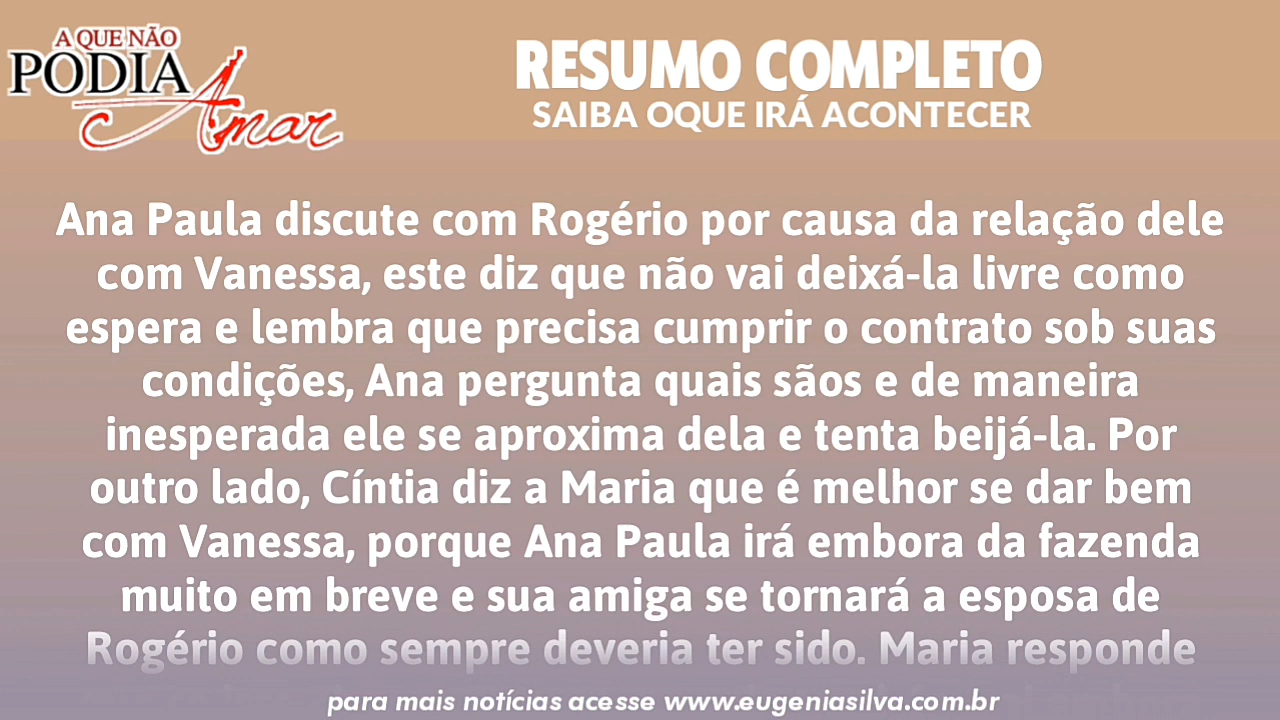 A QUE NÃO
PODIA
Amar
RESUMO COMPLETO
SAIBA OQUE IRÁ ACONTECER
Ana Paula discute com Rogério por causa da relação dele
com Vanessa, este diz que não vai deixá-la livre como
espera e lembra que precisa cumprir o contrato sob suas
condições, Ana pergunta quais sãos e de maneira
inesperada ele se aproxima dela e tenta beijá-la. Por
outro lado, Cíntia diz a Maria que é melhor se dar bem
com Vanessa, porque Ana Paula irá embora da fazenda
muito em breve e sua amiga se tornará a esposa de
Rogério como sempre deveria ter sido. Maria responde
para mais notícias acesse www.eugeniasilva.com.br